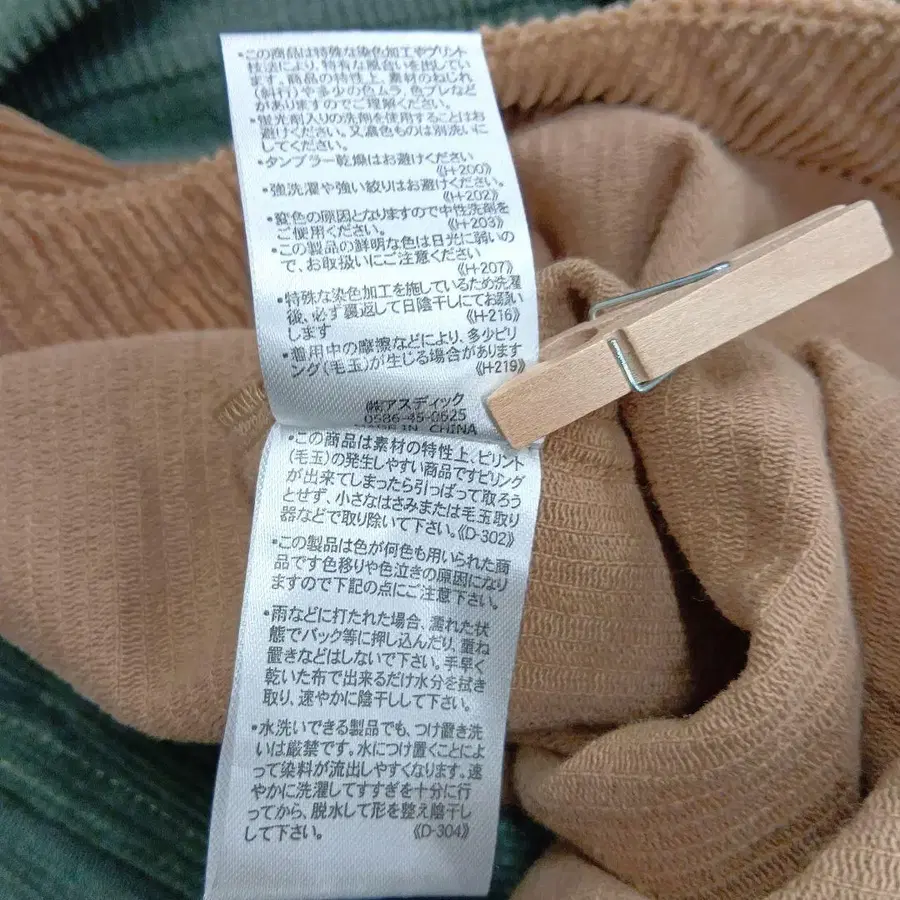 •この商品は特殊な染色加工やプリント
技法により、特有な風合いを出してい
ます。商品の特性上、素材のねじれ
(斜行)や多少の色ムラ、色ブレなど
がありますのでご理解ください。
•蛍光剤入りの洗剤を使用することはお
避けください。又濃色ものは別洗いに
してください。
•タンブラー乾燥はお避けください
《H-200》
•強洗濯や強い絞りはお避けください。
《H-202》
•変色の原因となりますので中性洗剤を
ご使用ください。
《H-203》
•この製品の鮮明な色は日光に弱いの
で、お取扱いにご注意ください
《H-207》
•特殊な染色加工を施しているため洗濯
後、必ず裏返して日陰干しにてお願い
します
《H-216》
•着用中の摩擦などにより、多少ピリ
ング(毛玉)が生じる場合があります
《H-219》
㈱アスディック
0586-45-0625
MADE IN CHINA
•この商品は素材の特性上、ピリント
(毛玉)の発生しやすい商品ですピリング
が出来てしまったら引っぱって取ろう
とせず、小さなはさみまたは毛玉取り
器などで取り除いて下さい。《D-302》
•この製品は色が何色も用いられた商
品です色移りや色泣きの原因になり
ますので下記の点にご注意下さい。
•雨などに打たれた場合、濡れた状
態でバック等に押し込んだり、重ね
置きなどはしないで下さい。手早く
乾いた布で出来るだけ水分を拭き
取り、速やかに陰干しして下さい。
•水洗いできる製品でも、つけ置き洗
いは厳禁です。水につけ置くことによ
って染料が流出しやすくなります。速
やかに洗濯してすすぎを十分に行
ってから、脱水して形を整え陰干し
して下さい。
《D-304》